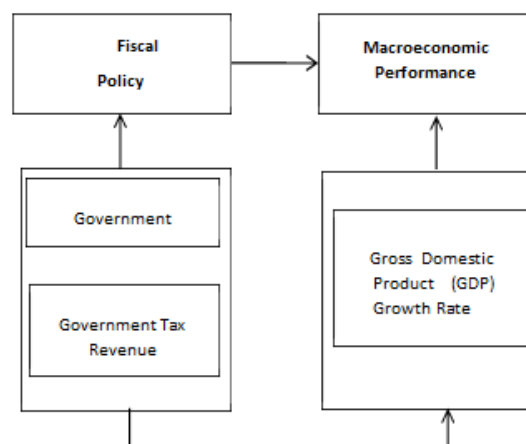 Fiscal
Policy
Macroeconomic
Performance
Government
Government Tax
Revenue
Gross Domestic
Product (GDP)
Growth Rate